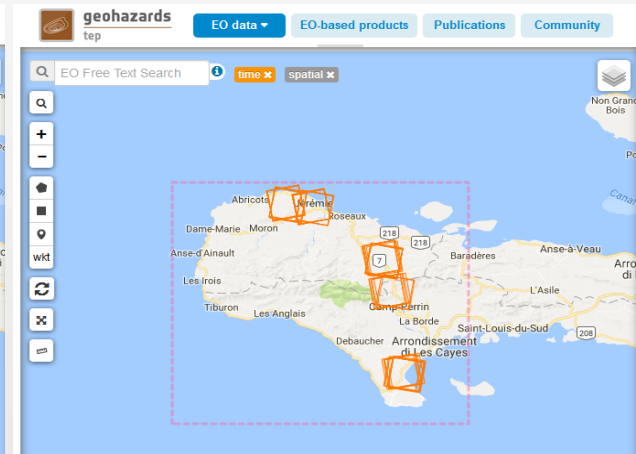 geohazards
tep
EO data
EO-based products
Publications
Community
EO Free Text Search
time ×
spatial ×
Non Grand
Bois
+
−
wkt
Canal
Abricots
Jérémie
Roseaux
Dame-Marie
Moron
218
218
Anse-d'Ainault
7
Baradères
Anse-à-Veau
Les Irois
L'Asile
Tiburon
Les Anglais
Camp-Perrin
La Borde
Saint-Louis-du-Sud
208
Debaucher
Arrondissement
di Les Cayes
Arro
di